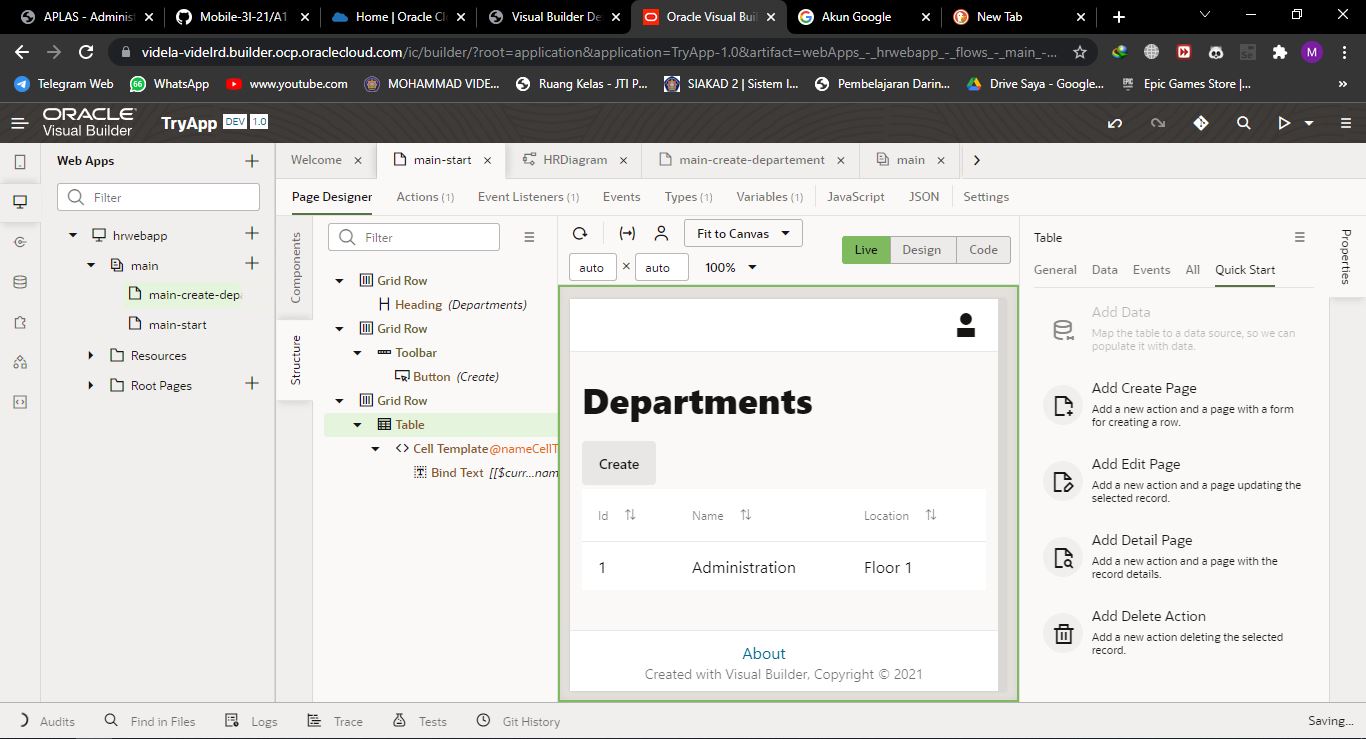 APLAS - Adminis
Mobile-3I-21/A1
Home | Oracle Cl
Visual Builder De
Oracle Visual Buil
Akun Google
New Tab
videla-videlrd.builder.ocp.oraclecloud.com/ic/builder/?root=application&application=TryApp-1.0&artifact=webApps_-_hrwebapp_-_flows_-_main_-...
M
Telegram Web
66
WhatsApp
www.youtube.com
MOHAMMAD VIDE...
Ruang Kelas - JTI P...
SIAKAD 2 | Sistem I...
Pembelajaran Darin...
Drive Saya - Google...
Epic Games Store |...
ORACLE
Visual Builder
TryApp
DEV
1.0
Web Apps
Filter
hrwebapp
main
main-create-depa
main-start
Resources
Root Pages
Welcome
main-start
HRDiagram
main-create-departement
main
Page Designer
Actions (1)
Event Listeners (1)
Events
Types (1)
Variables (1)
JavaScript
JSON
Settings
Components
Structure
Filter
Grid Row
Heading (Departments)
Grid Row
Toolbar
Button (Create)
Grid Row
Table
Cell Template @nameCellT
Bind Text [[$curr...nam
Fit to Canvas
auto × auto
100%
Live
Design
Code
Departments
Create
Id
Name
Location
1
Administration
Floor 1
About
Created with Visual Builder, Copyright © 2021
Table
General
Data
Events
All
Quick Start
Add Data
Map the table to a data source, so we can
populate it with data.
Add Create Page
Add a new action and a page with a form
for creating a row.
Add Edit Page
Add a new action and a page updating the
selected record.
Add Detail Page
Add a new action and a page with the
record details.
Add Delete Action
Add a new action deleting the selected
record.
Properties
Audits
Find in Files
Logs
Trace
Tests
Git History
Saving...